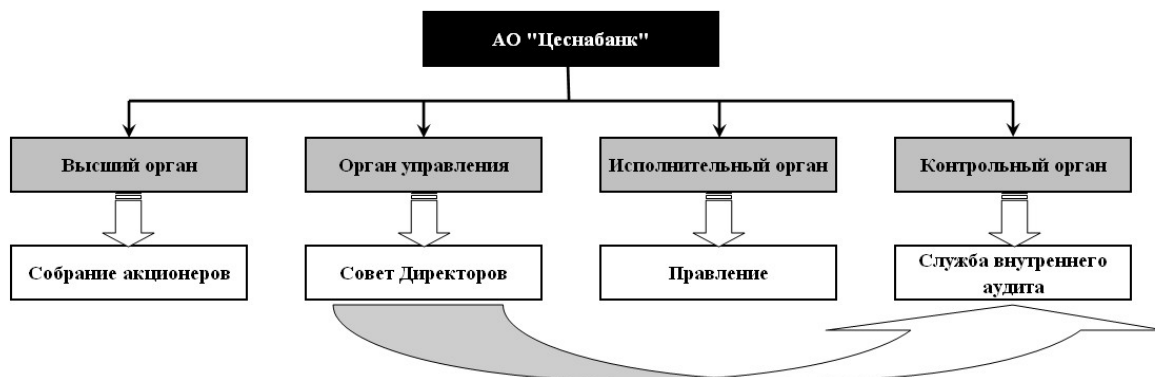 АО "Цеснабанк"
Высший орган
Орган управления
Исполнительный орган
Контрольный орган
Собрание акционеров
Совет Директоров
Правление
Служба внутреннего
аудита